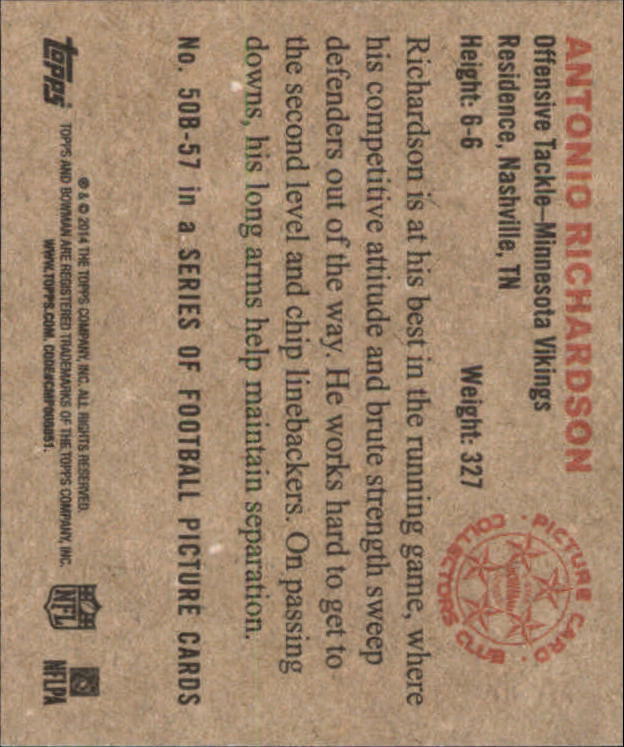 ANTONIO RICHARDSON
Offensive Tackle–Minnesota Vikings
Residence, Nashville, TN
Height: 6-6 Weight: 327
PICTURE CARD COLLECTORS CLUB
Richardson is at his best in the running game, where
his competitive attitude and brute strength sweep
defenders out of the way. He works hard to get to
the second level and chip linebackers. On passing
downs, his long arms help maintain separation.
No. 50B-57 in a SERIES OF FOOTBALL PICTURE CARDS
topps
® & © 2014 THE TOPPS COMPANY, INC. ALL RIGHTS RESERVED.
TOPPS AND BOWMAN ARE REGISTERED TRADEMARKS OF THE TOPPS COMPANY, INC.
WWW.TOPPS.COM.
NFL
NFLPA